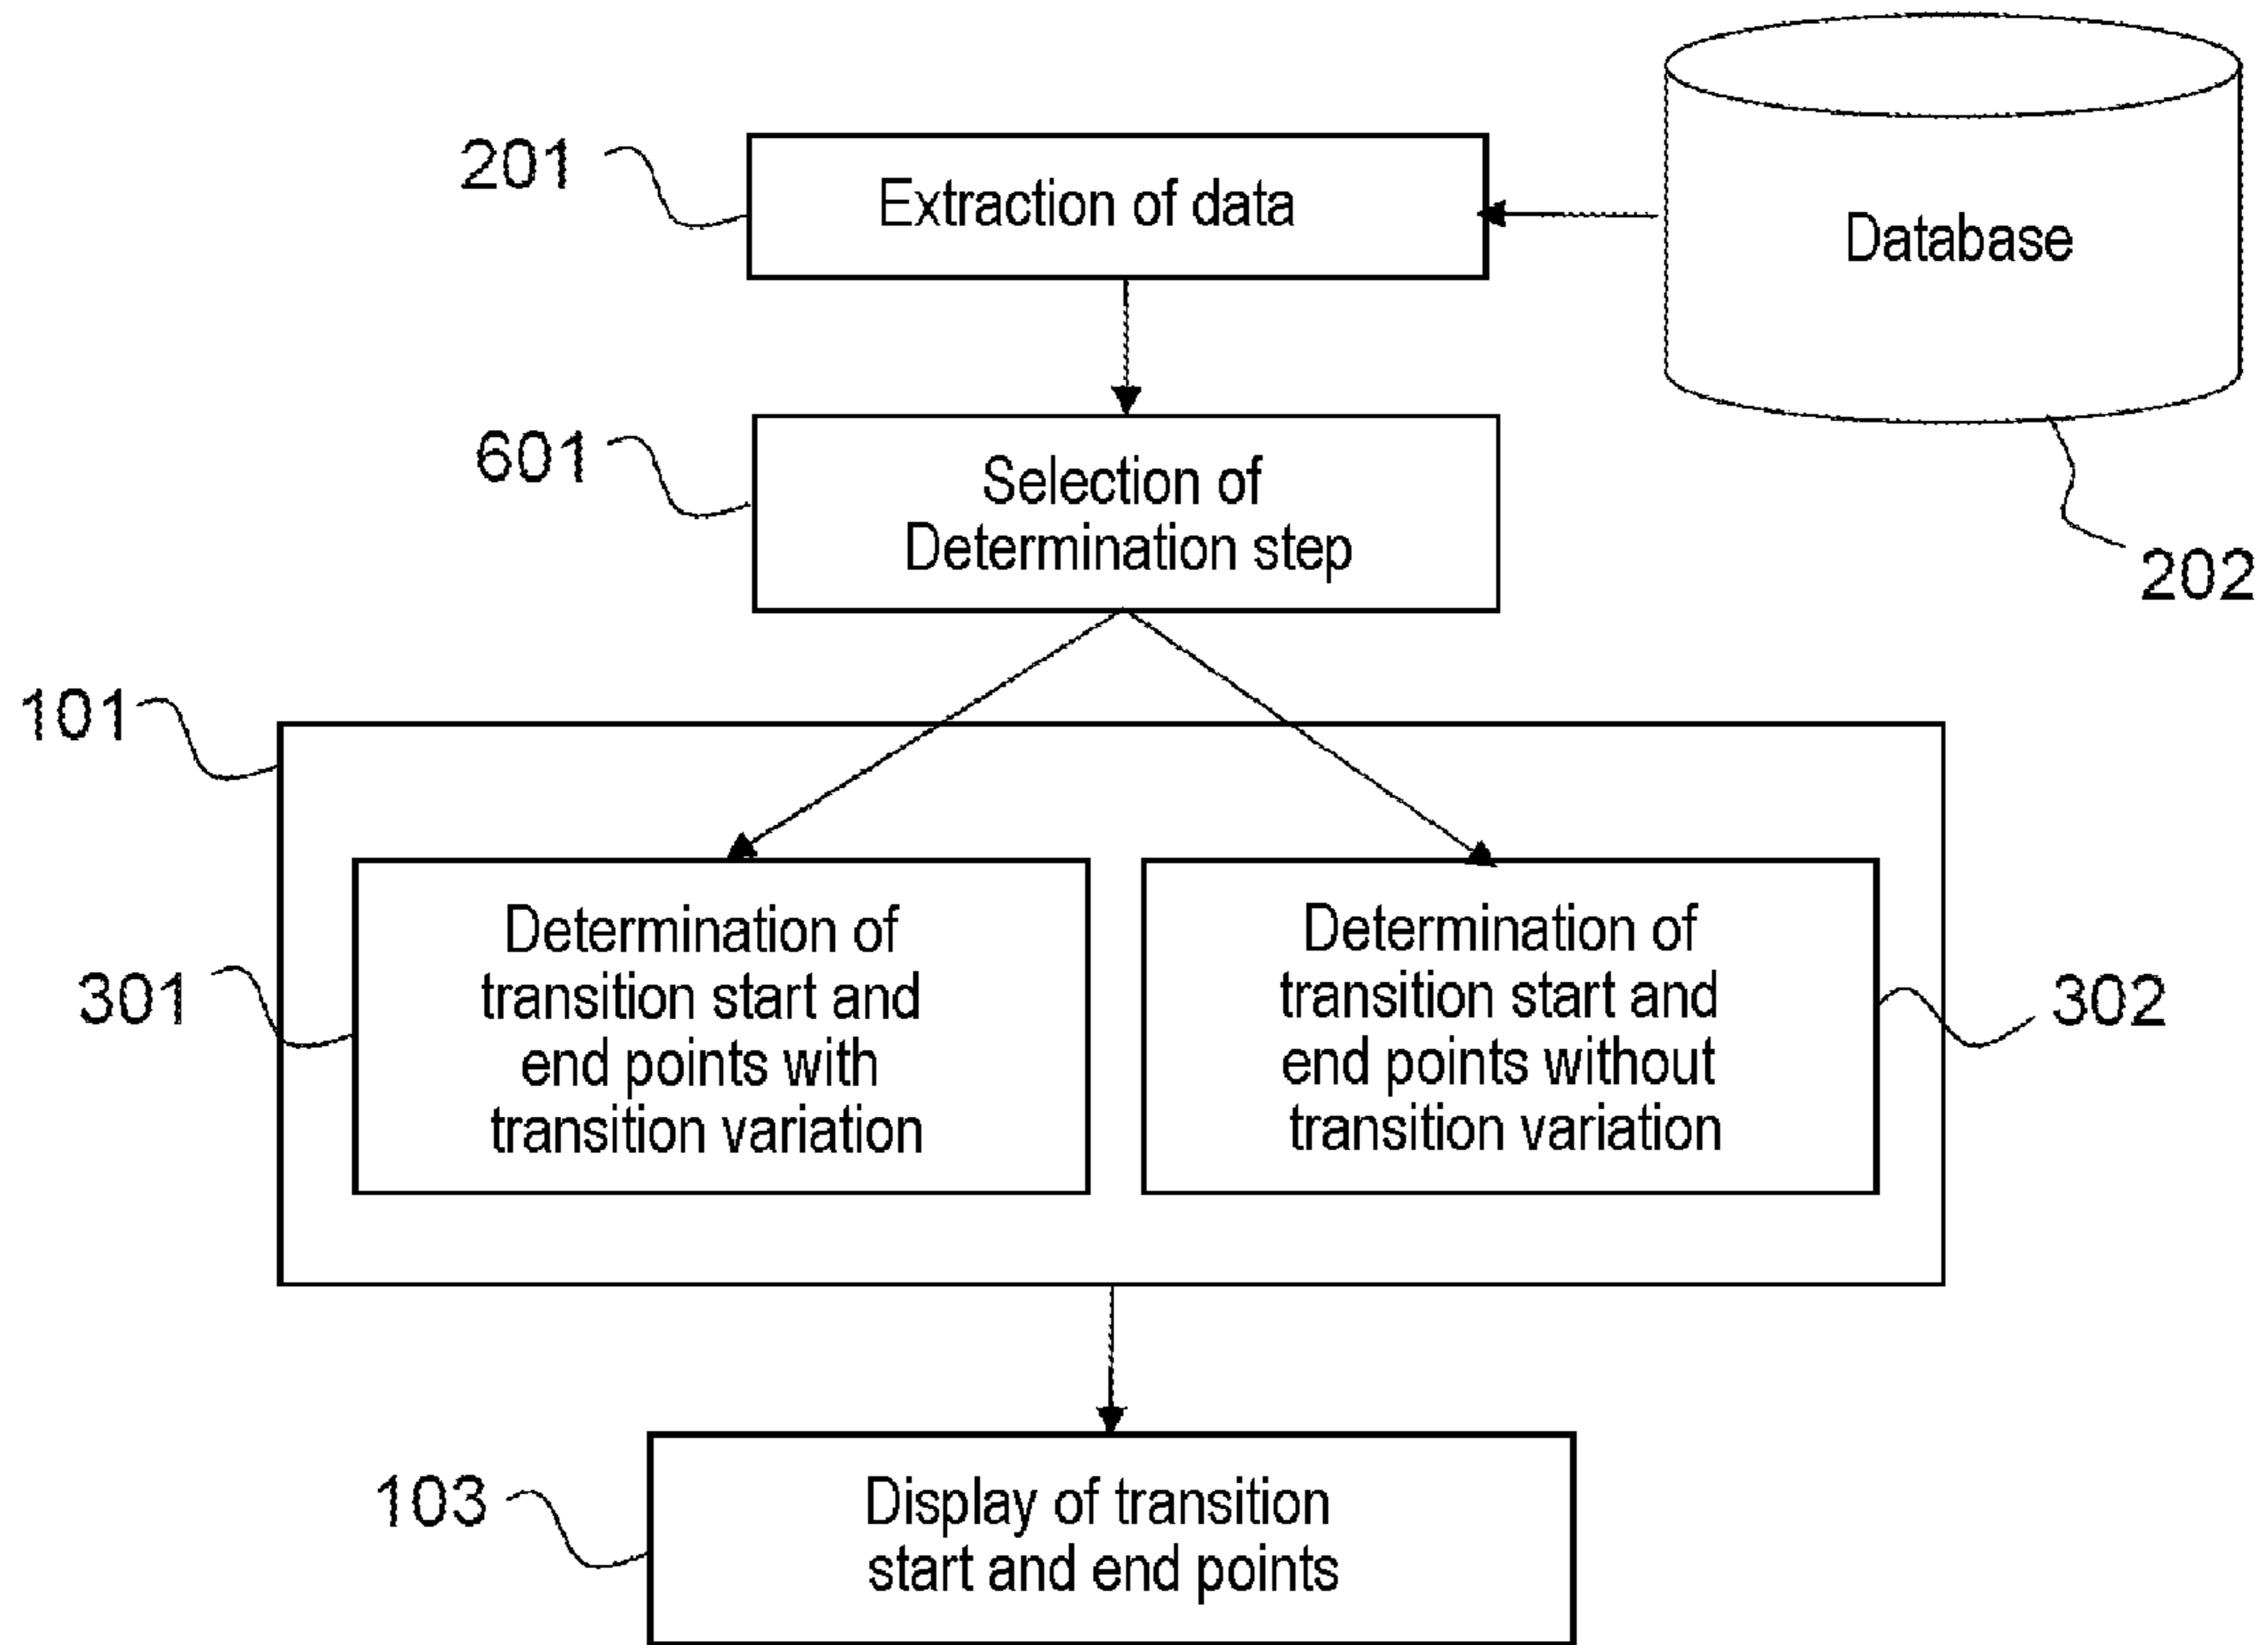 201
Extraction of data
Database
202
601
Selection of
Determination step
101
301
Determination of
transition start and
end points with
transition variation
Determination of
transition start and
end points without
transition variation
302
103
Display of transition
start and end points